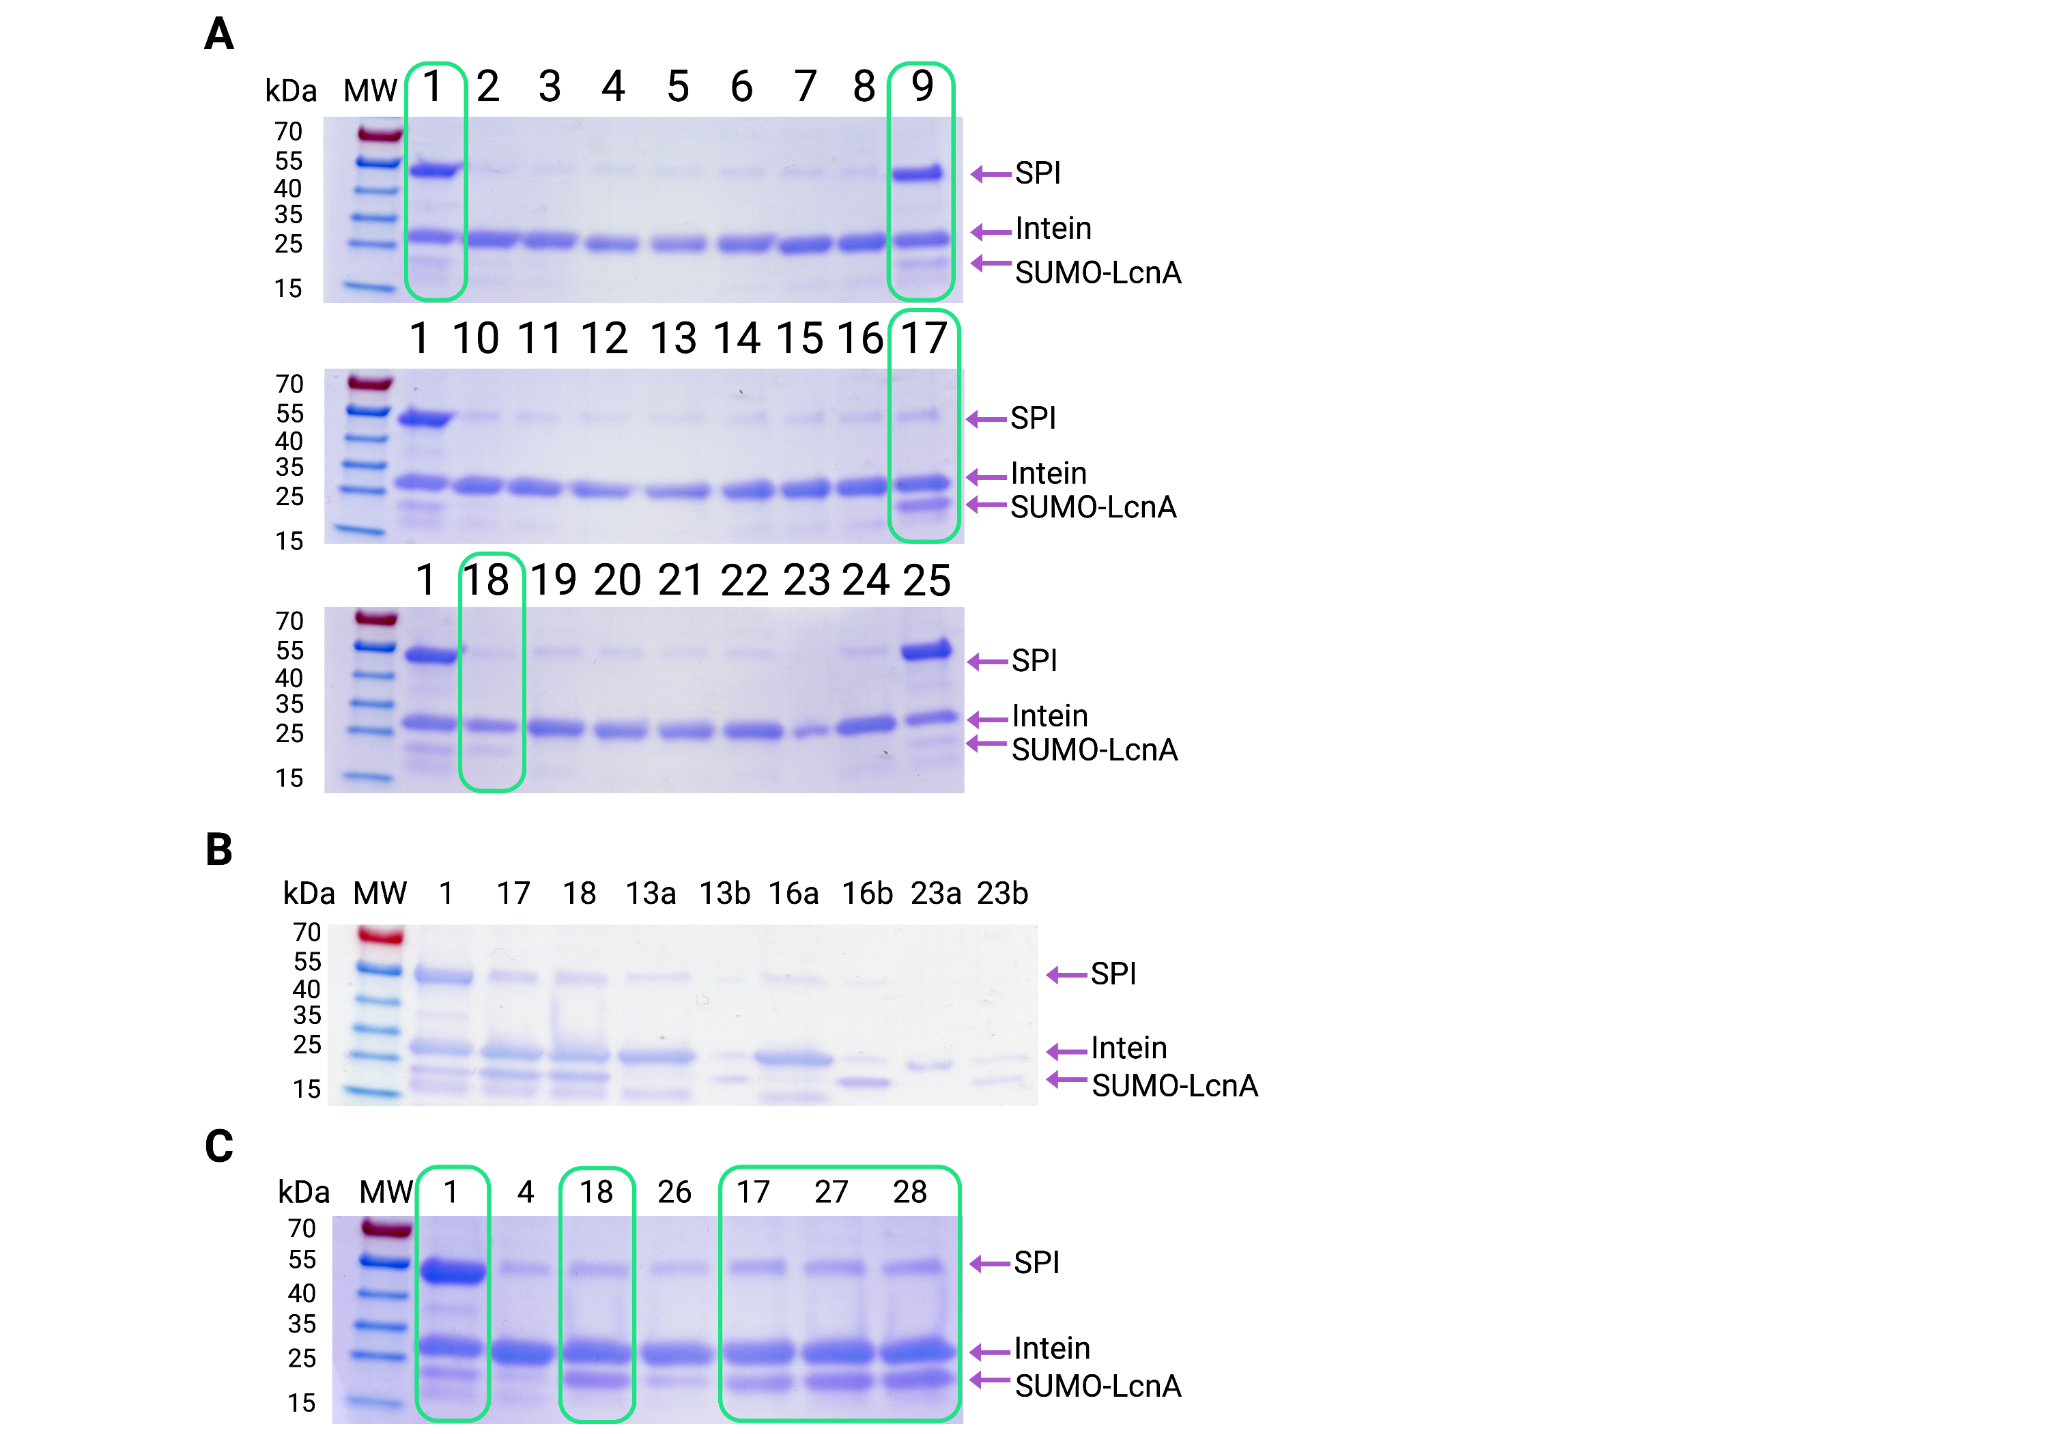 A
kDa MW 1 2 3 4 5 6 7 8 9
70
55
40
35
25
15
SPI
Intein
SUMO-LcnA
1 10 11 12 13 14 15 16 17
70
55
40
35
25
15
SPI
Intein
SUMO-LcnA
1 18 19 20 21 22 23 24 25
70
55
40
35
25
15
SPI
Intein
SUMO-LcnA
B
kDa MW 1 17 18 13a 13b 16a 16b 23a 23b
70
55
40
35
25
15
SPI
Intein
SUMO-LcnA
C
kDa MW 1 4 18 26 17 27 28
70
55
40
35
25
15
SPI
Intein
SUMO-LcnA